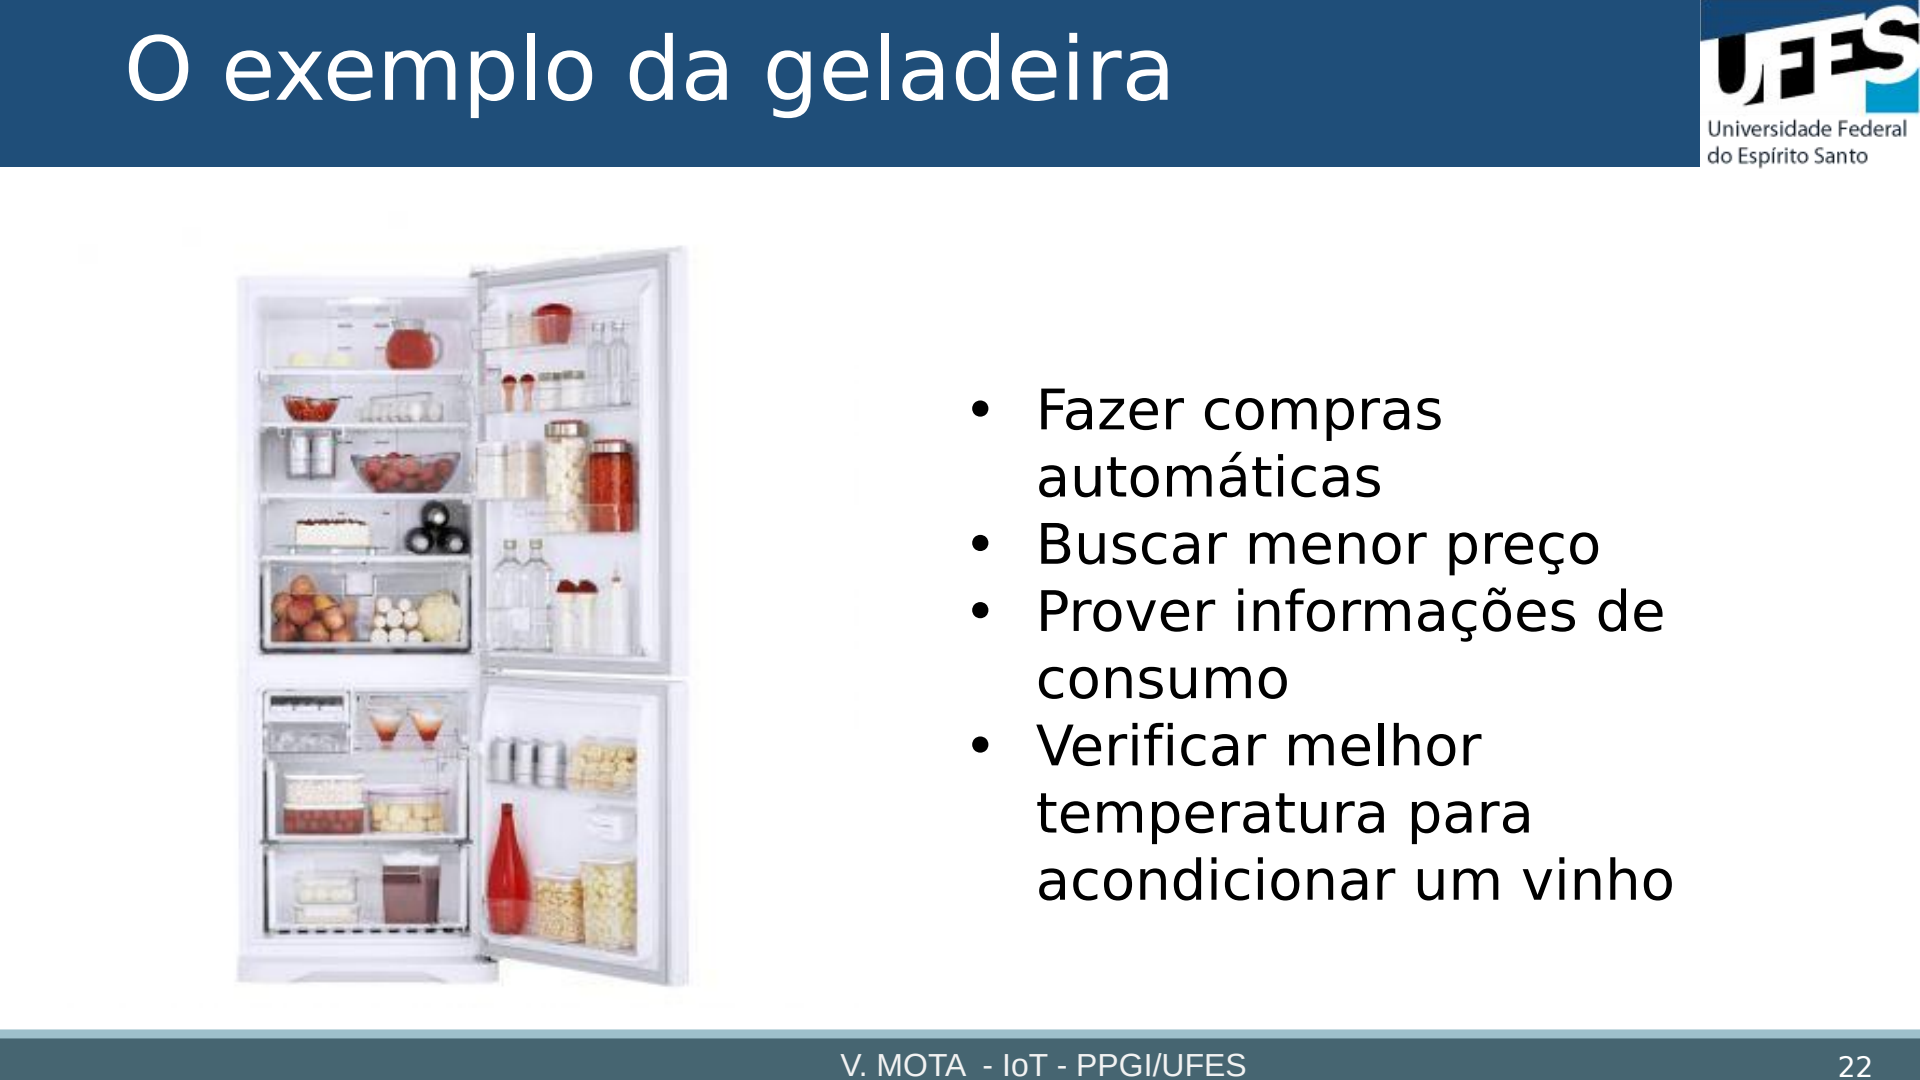 O exemplo da geladeira
UFES
Universidade Federal
do Espírito Santo
• Fazer compras
automáticas
• Buscar menor preço
• Prover informações de
consumo
• Verificar melhor
temperatura para
acondicionar um vinho
V. MOTA - IoT - PPGI/UFES
22